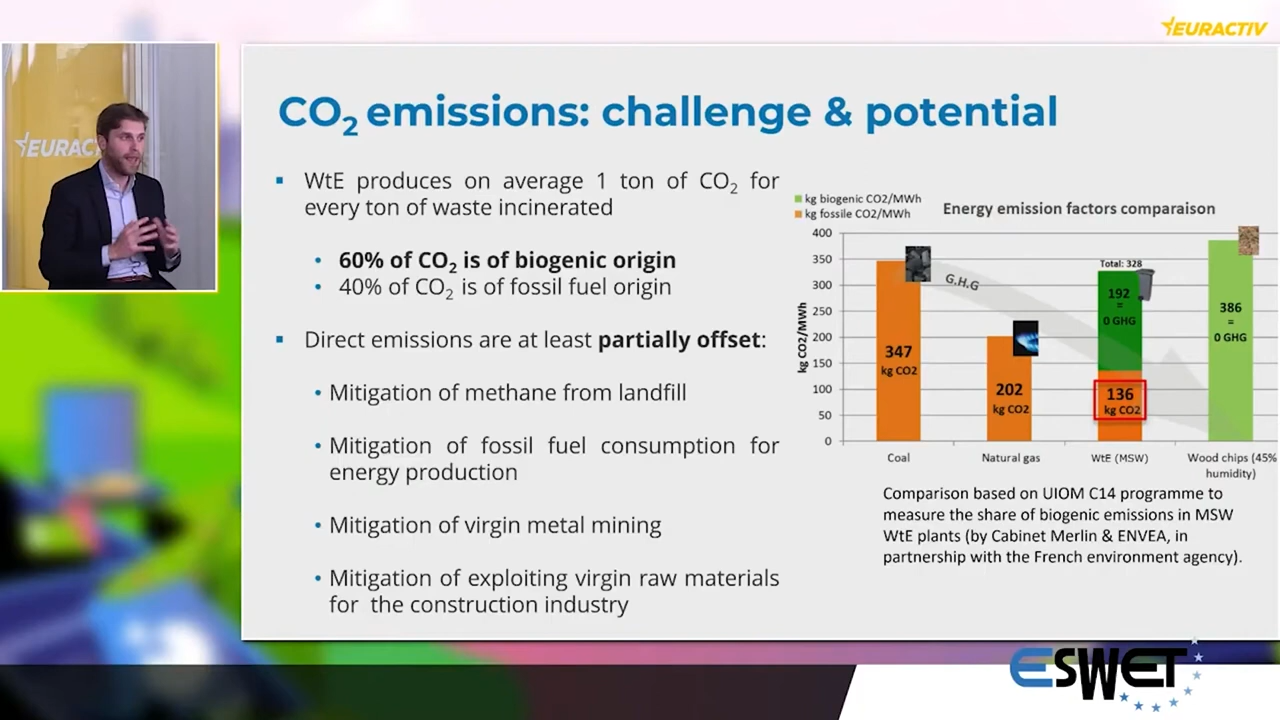 EURACTIV
EURAC
CO2 emissions: challenge & potential
▪ WtE produces on average 1 ton of CO2 for
every ton of waste incinerated
• 60% of CO2 is of biogenic origin
• 40% of CO2 is of fossil fuel origin
▪ Direct emissions are at least partially offset:
• Mitigation of methane from landfill
• Mitigation of fossil fuel consumption for
energy production
• Mitigation of virgin metal mining
• Mitigation of exploiting virgin raw materials
for the construction industry
kg biogenic CO2/MWh
kg fossile CO2/MWh
Energy emission factors comparaison
kg CO2/MWh
400
350
300
250
200
150
100
50
0
G.H.G
347
kg CO2
202
kg CO2
Total: 328
192
=
0 GHG
136
kg CO2
386
=
0 GHG
Coal
Natural gas
WtE (MSW)
Wood chips (45%
humidity)
Comparison based on UIOM C14 programme to
measure the share of biogenic emissions in MSW
WtE plants (by Cabinet Merlin & ENVEA, in
partnership with the French environment agency).
ESWET